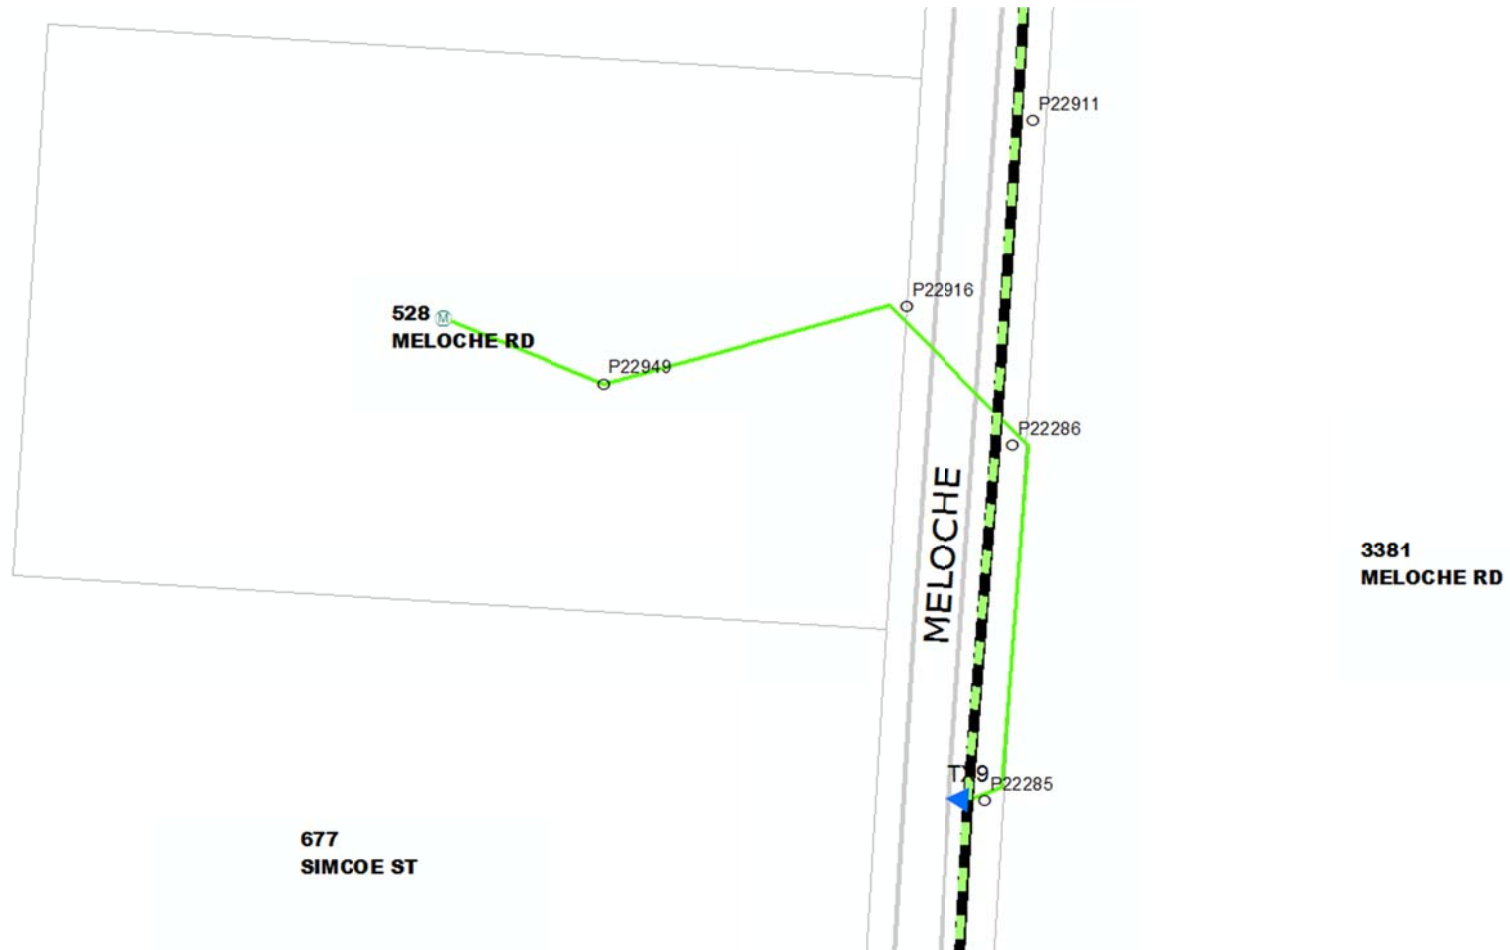 P22911
P22916
528 M
MELOCHE RD
P22949
P22286
MELOCHE
3381
MELOCHE RD
P22285
677
SIMCOE ST